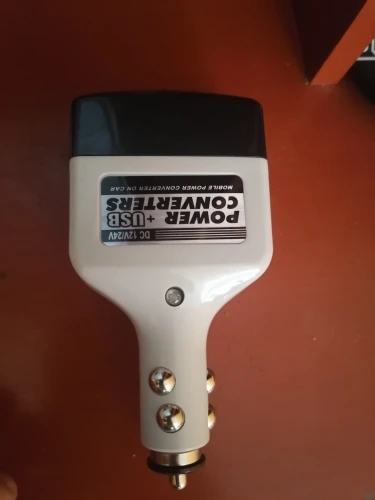 DC 12V/24V
POWER + USB
CONVERTERS
MOBILE POWER CONVERTER ON CAR